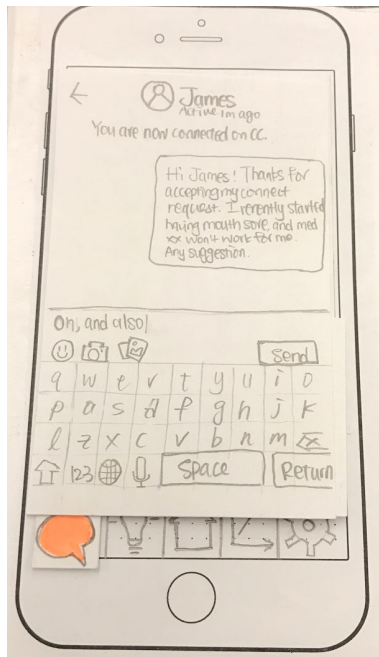 James
Active 1m ago
You are now connected on CC.
Hi James! Thanks for
accepting my connect
request. I recently started
having mouth sore, and med
xx won't work for me.
Any suggestion.
Oh, and also
Send
q w e r t y u i o
p a s d f g h j k
l z x c v b n m
123 Space Return